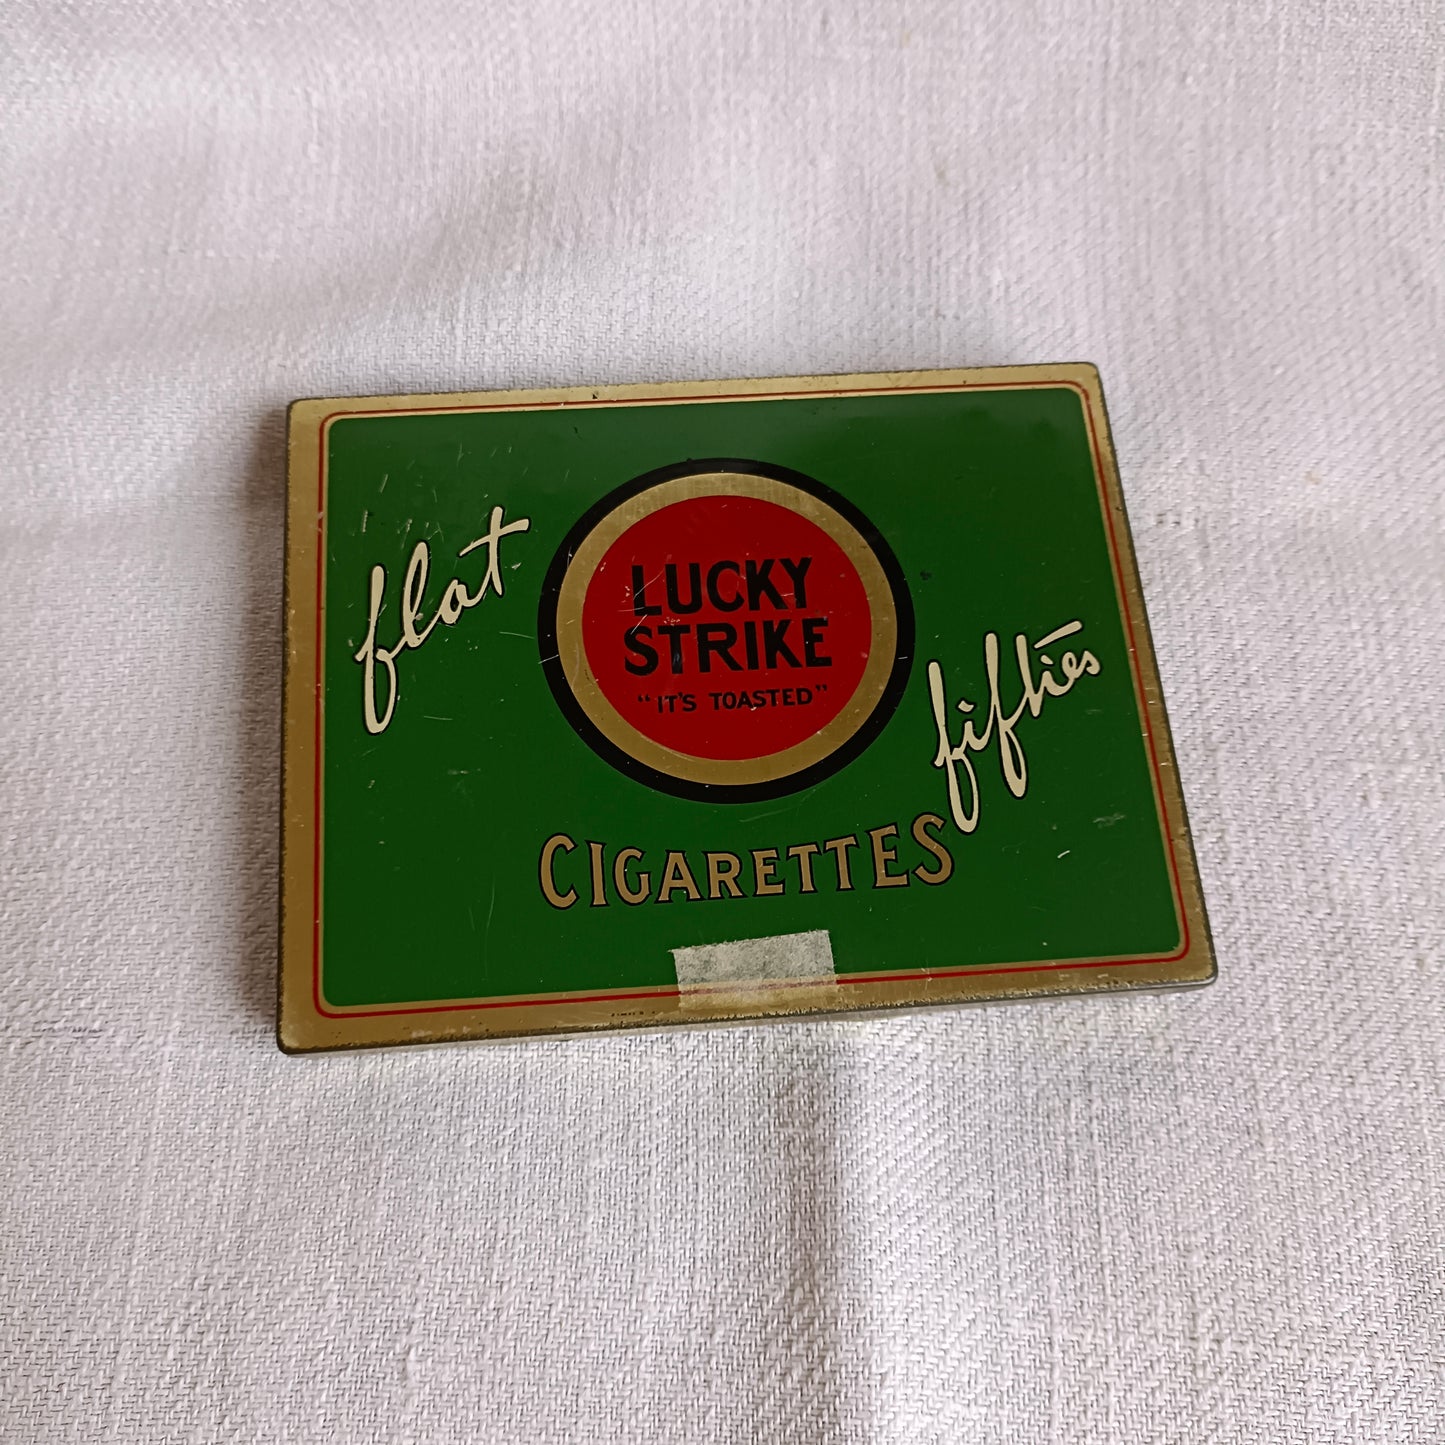 flat
LUCKY
STRIKE
"IT'S TOASTED"
fifties
CIGARETTES